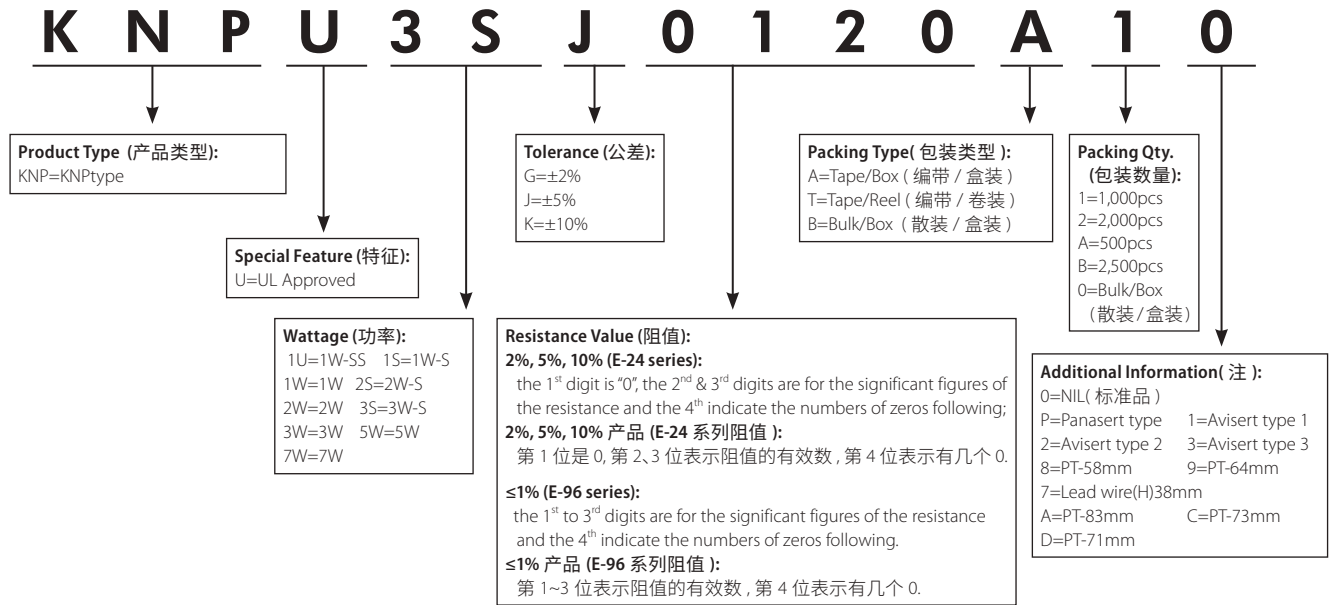 K N P U 3 S J 0 1 2 0 A 1 0
Product Type (产品类型):
KNP=KNPtype
Special Feature (特征):
U=UL Approved
Wattage (功率):
1U=1W-SS 1S=1W-S
1W=1W 2S=2W-S
2W=2W 3S=3W-S
3W=3W 5W=5W
7W=7W
Tolerance (公差):
G=±2%
J=±5%
K=±10%
Resistance Value (阻值):
2%, 5%, 10% (E-24 series):
the 1st digit is "0", the 2nd & 3rd digits are for the significant figures of
the resistance and the 4th indicate the numbers of zeros following;
2%, 5%, 10% 产品 (E-24 系列阻值 ):
第 1 位是 0, 第 2、3 位表示阻值的有效数 , 第 4 位表示有几个 0.
≤1% (E-96 series):
the 1st to 3rd digits are for the significant figures of the resistance
and the 4th indicate the numbers of zeros following.
≤1% 产品 (E-96 系列阻值 ):
第 1~3 位表示阻值的有效数 , 第 4 位表示有几个 0.
Packing Type( 包装类型 ):
A=Tape/Box ( 编带 / 盒装 )
T=Tape/Reel ( 编带 / 卷装 )
B=Bulk/Box ( 散装 / 盒装 )
Packing Qty.
(包装数量):
1=1,000pcs
2=2,000pcs
A=500pcs
B=2,500pcs
0=Bulk/Box
(散装/盒装)
Additional Information( 注 ):
0=NIL( 标准品 )
P=Panasert type 1=Avisert type 1
2=Avisert type 2 3=Avisert type 3
8=PT-58mm 9=PT-64mm
7=Lead wire(H)38mm
A=PT-83mm C=PT-73mm
D=PT-71mm